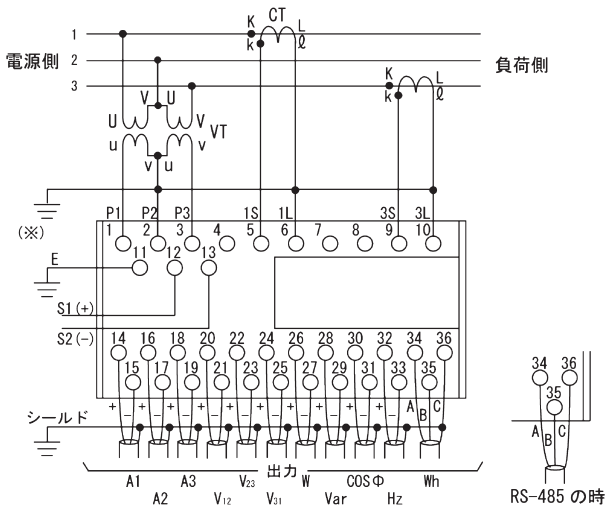 CT
K L
1
k ℓ
電源側 2 負荷側
3 K L
k ℓ
V U
U V VT
u v
v u
P1 P2 P3 1S 1L 3S 3L
(※) 1 2 3 4 5 6 7 8 9 10
E 11 12 13
S1(+)
S2(-)
14 16 18 20 22 24 26 28 30 32 34 36
15 17 19 21 23 25 27 29 31 33 35
+ - + - + - + - + - + - + - + - + - + - A B C
シールド
出力
A1 A3 V₂₃ W COSΦ Wh
A2 V₁₂ V₃₁ Var Hz
34 36
35
A B C
RS-485 の時